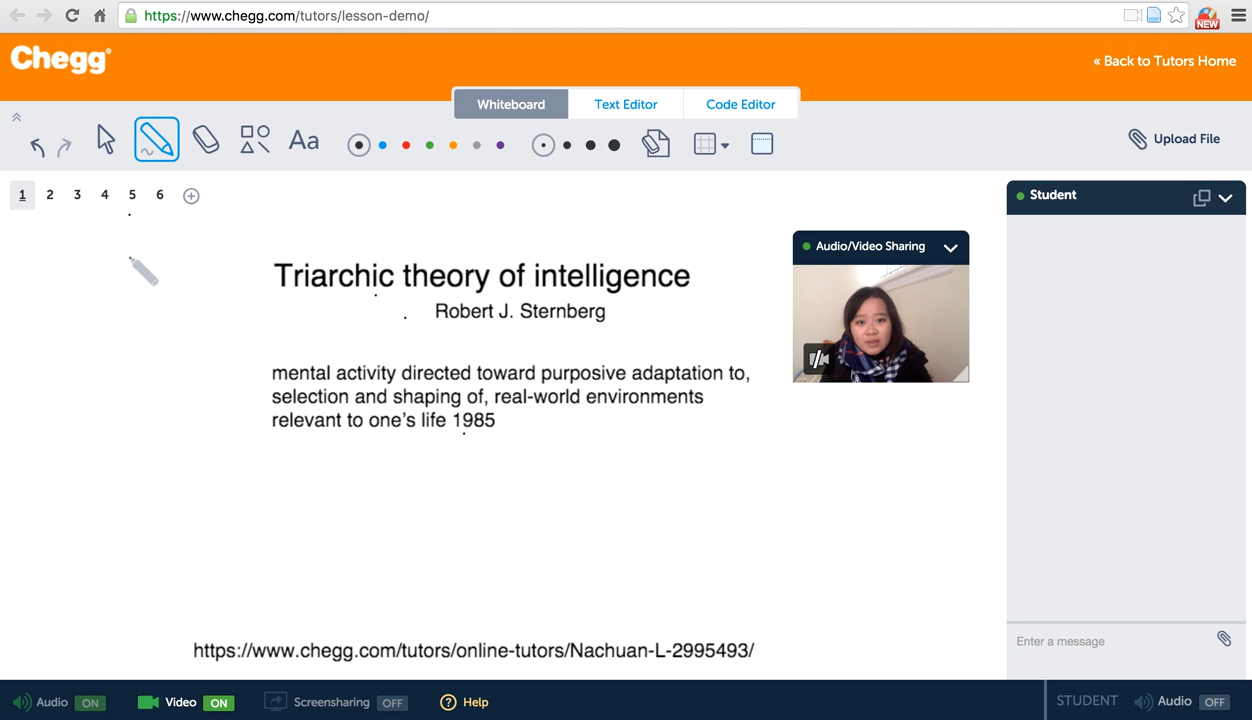 https://www.chegg.com/tutors/lesson-demo/
NEW
Chegg
« Back to Tutors Home
Whiteboard
Text Editor
Code Editor
Aa
Upload File
1 2 3 4 5 6
Student
Audio/Video Sharing
Triarchic theory of intelligence
Robert J. Sternberg
mental activity directed toward purposive adaptation to,
selection and shaping of, real-world environments
relevant to one's life 1985
https://www.chegg.com/tutors/online-tutors/Nachuan-L-2995493/
Enter a message
Audio ON
Video ON
Screensharing OFF
? Help
STUDENT
Audio OFF